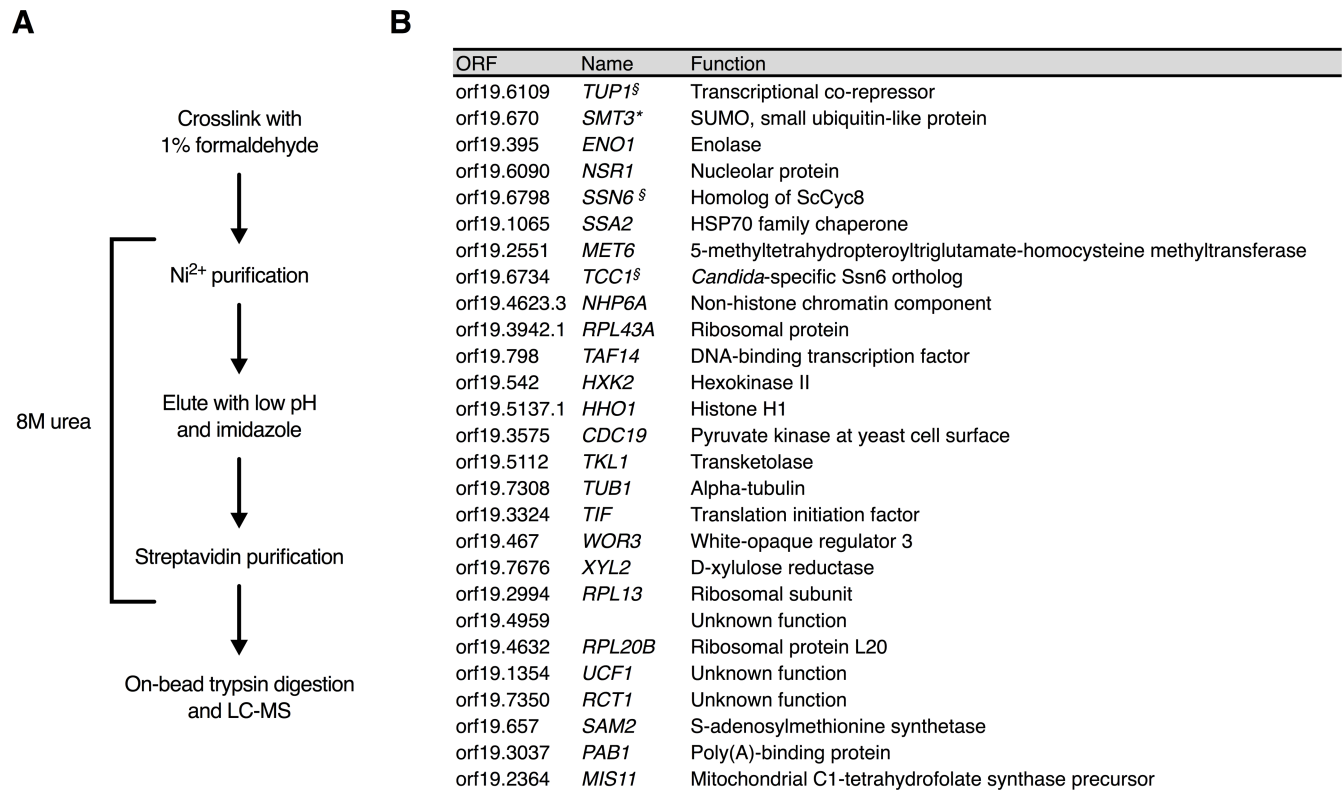 A
Crosslink with
1% formaldehyde
Ni2+ purification
Elute with low pH
and imidazole
8M urea
Streptavidin purification
On-bead trypsin digestion
and LC-MS
B
ORF Name Function
orf19.6109 TUP1§ Transcriptional co-repressor
orf19.670 SMT3* SUMO, small ubiquitin-like protein
orf19.395 ENO1 Enolase
orf19.6090 NSR1 Nucleolar protein
orf19.6798 SSN6 § Homolog of ScCyc8
orf19.1065 SSA2 HSP70 family chaperone
orf19.2551 MET6 5-methyltetrahydropteroyltriglutamate-homocysteine methyltransferase
orf19.6734 TCC1§ Candida-specific Ssn6 ortholog
orf19.4623.3 NHP6A Non-histone chromatin component
orf19.3942.1 RPL43A Ribosomal protein
orf19.798 TAF14 DNA-binding transcription factor
orf19.542 HXK2 Hexokinase II
orf19.5137.1 HHO1 Histone H1
orf19.3575 CDC19 Pyruvate kinase at yeast cell surface
orf19.5112 TKL1 Transketolase
orf19.7308 TUB1 Alpha-tubulin
orf19.3324 TIF Translation initiation factor
orf19.467 WOR3 White-opaque regulator 3
orf19.7676 XYL2 D-xylulose reductase
orf19.2994 RPL13 Ribosomal subunit
orf19.4959 Unknown function
orf19.4632 RPL20B Ribosomal protein L20
orf19.1354 UCF1 Unknown function
orf19.7350 RCT1 Unknown function
orf19.657 SAM2 S-adenosylmethionine synthetase
orf19.3037 PAB1 Poly(A)-binding protein
orf19.2364 MIS11 Mitochondrial C1-tetrahydrofolate synthase precursor